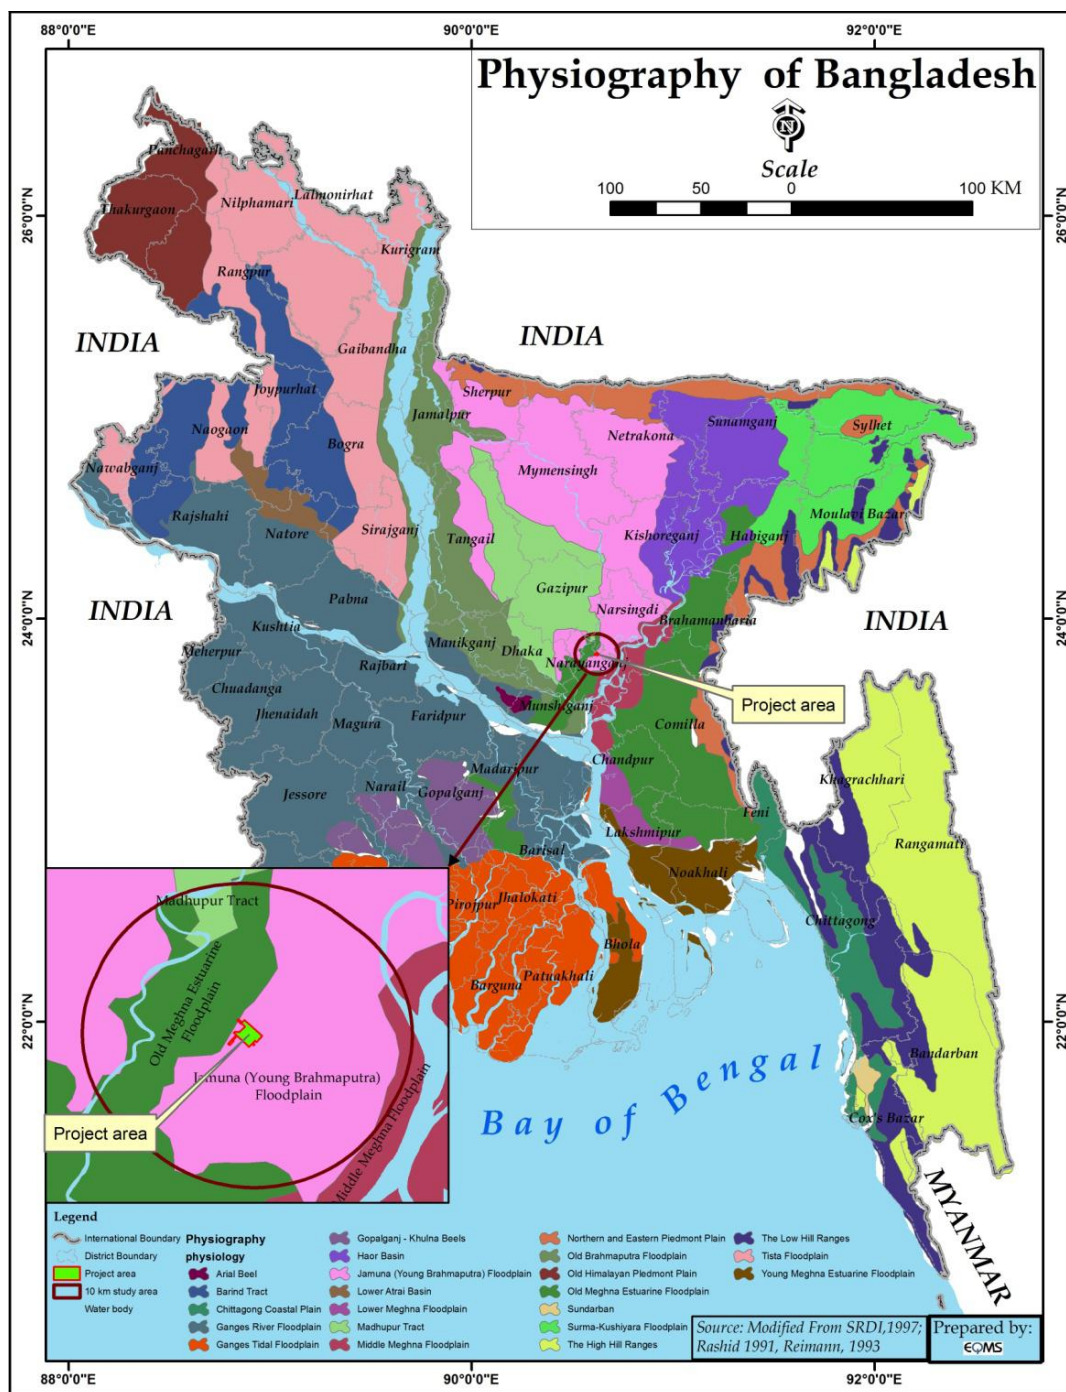 88°0'0"E 90°0'0"E 92°0'0"E
Physiography of Bangladesh
N
Scale
100 50 0 100 KM
26°0'0"N 26°0'0"N
Panchagarh
Thakurgaon
Nilphamari
Lalmonirhat
Kurigram
Rangpur
INDIA
INDIA
Gaibandha
Joypurhat
Sherpur
Jamalpur
Netrakona
Sunamganj
Sylhet
Naogaon
Bogra
Mymensingh
Nawabganj
Rajshahi
Natore
Sirajganj
Tangail
Kishoreganj
Habiganj
Moulavi Bazar
Gazipur
INDIA
Pabna
Narsingdi
Brahamanbaria
INDIA
24°0'0"N 24°0'0"N
Kushtia
Meherpur
Rajbari
Manikganj
Dhaka
Narayanganj
Project area
Chuadanga
Jhenaidah
Magura
Faridpur
Munshiganj
Comilla
Chandpur
Khagrachhari
Jessore
Narail
Gopalganj
Madaripur
Feni
Lakshmipur
Rangamati
Barisal
Noakhali
Pirojpur
Jhalokati
Chittagong
Bhola
Patuakhali
Barguna
Bandarban
Cox's Bazar
22°0'0"N 22°0'0"N
Bay of Bengal
MYANMAR
Madhupur Tract
Old Meghna Estuarine
Floodplain
Jamuna (Young Brahmaputra)
Floodplain
Middle Meghna Floodplain
Project area
Legend
International Boundary
District Boundary
Project area
10 km study area
Water body
Physiography
physiology
Arial Beel
Barind Tract
Chittagong Coastal Plain
Ganges River Floodplain
Ganges Tidal Floodplain
Gopalganj - Khulna Beels
Haor Basin
Jamuna (Young Brahmaputra) Floodplain
Lower Atrai Basin
Lower Meghna Floodplain
Madhupur Tract
Middle Meghna Floodplain
Northern and Eastern Piedmont Plain
Old Brahmaputra Floodplain
Old Himalayan Piedmont Plain
Old Meghna Estuarine Floodplain
Sundarban
Surma-Kushiyara Floodplain
The High Hill Ranges
The Low Hill Ranges
Tista Floodplain
Young Meghna Estuarine Floodplain
Source: Modified From SRDI,1997;
Rashid 1991, Reimann, 1993
Prepared by:
EQMS
88°0'0"E 90°0'0"E 92°0'0"E